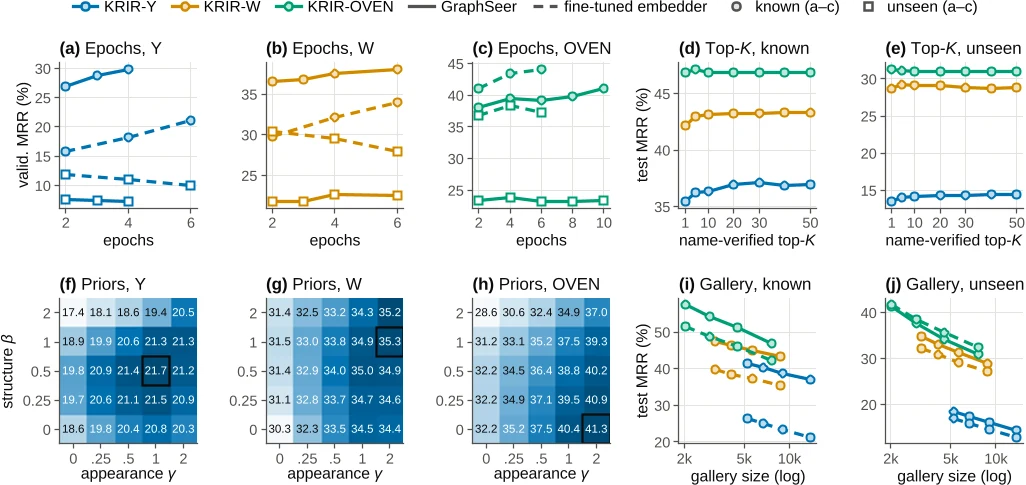 KRIR-Y KRIR-W KRIR-OVEN GraphSeer fine-tuned embedder known (a–c) unseen (a–c)
(a) Epochs, Y
valid. MRR (%)
30
25
20
15
10
2 4 6
epochs
(b) Epochs, W
35
30
25
2 4 6
epochs
(c) Epochs, OVEN
45
40
35
30
25
2 4 6 8 10
epochs
(d) Top-K, known
test MRR (%)
45
40
35
1 10 20 30 50
name-verified top-K
(e) Top-K, unseen
30
25
20
15
1 10 20 30 50
name-verified top-K
(f) Priors, Y
structure β
2 17.4 18.1 18.6 19.4 20.5
1 18.9 19.9 20.6 21.3 21.3
0.5 19.8 20.9 21.4 21.7 21.2
0.25 19.7 20.6 21.1 21.5 20.9
0 18.6 19.8 20.4 20.8 20.3
0 .25 .5 1 2
appearance γ
(g) Priors, W
2 31.4 32.5 33.2 34.3 35.2
1 31.5 33.0 33.8 34.9 35.3
0.5 31.4 32.9 34.0 35.0 34.9
0.25 31.1 32.8 33.7 34.7 34.6
0 30.3 32.3 33.5 34.5 34.4
0 .25 .5 1 2
appearance γ
(h) Priors, OVEN
2 28.6 30.6 32.4 34.9 37.0
1 31.2 33.1 35.2 37.5 39.3
0.5 32.2 34.5 36.4 38.8 40.2
0.25 32.2 34.9 37.1 39.5 40.9
0 32.2 35.2 37.5 40.4 41.3
0 .25 .5 1 2
appearance γ
(i) Gallery, known
test MRR (%)
50
40
30
20
2k 5k 10k
gallery size (log)
(j) Gallery, unseen
40
30
20
2k 5k 10k
gallery size (log)